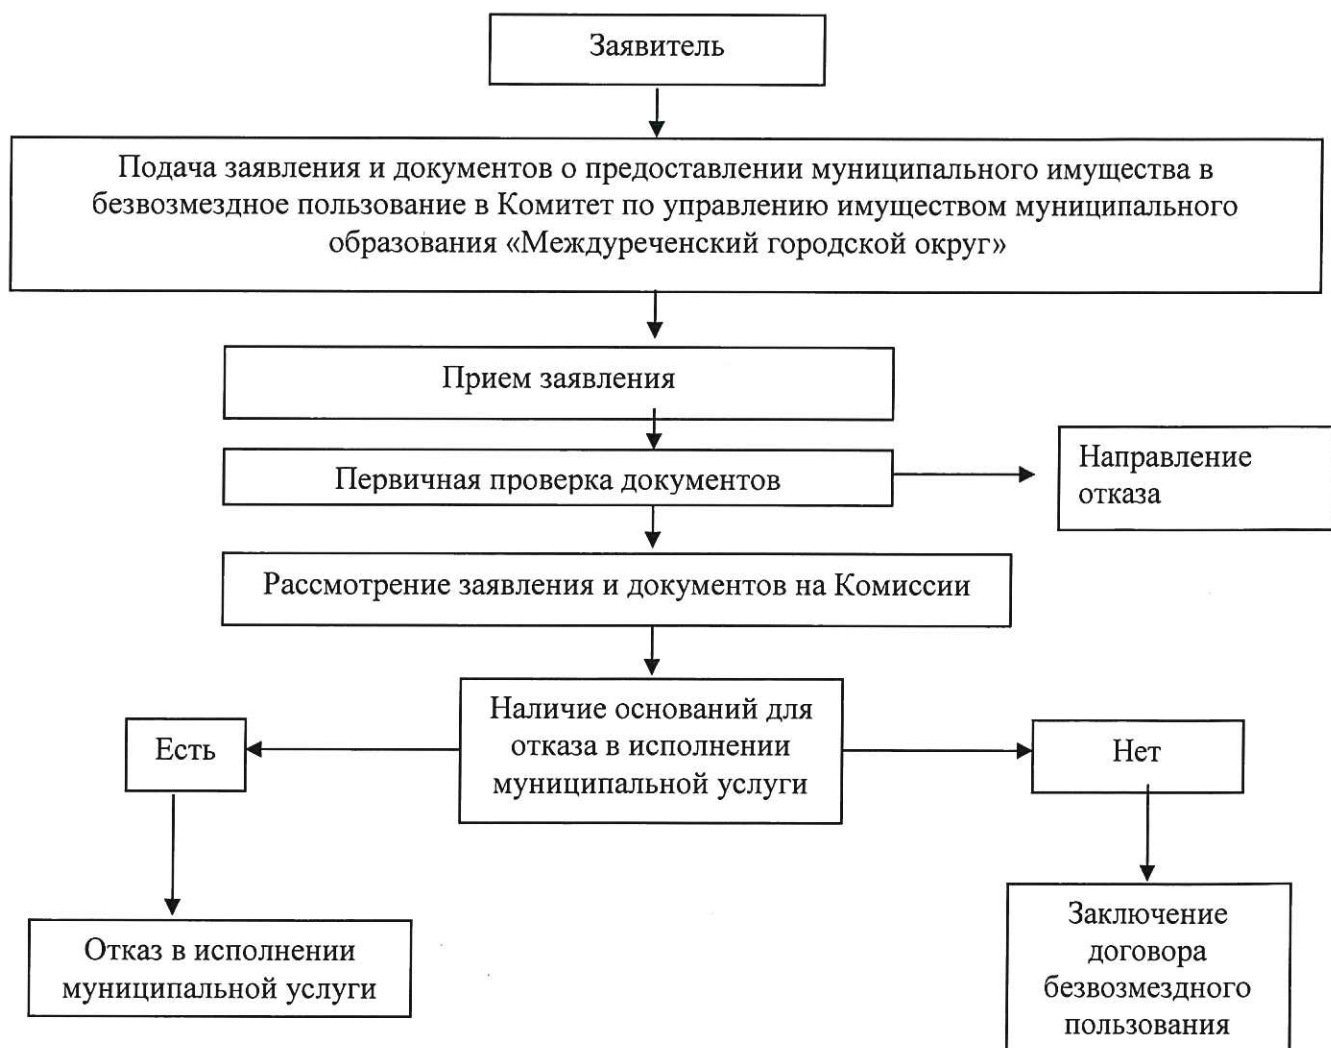 Заявитель
Подача заявления и документов о предоставлении муниципального имущества в
безвозмездное пользование в Комитет по управлению имуществом муниципального
образования «Междуреченский городской округ»
Прием заявления
Первичная проверка документов
Направление
отказа
Рассмотрение заявления и документов на Комиссии
Наличие оснований для
отказа в исполнении
муниципальной услуги
Есть
Нет
Отказ в исполнении
муниципальной услуги
Заключение
договора
безвозмездного
пользования